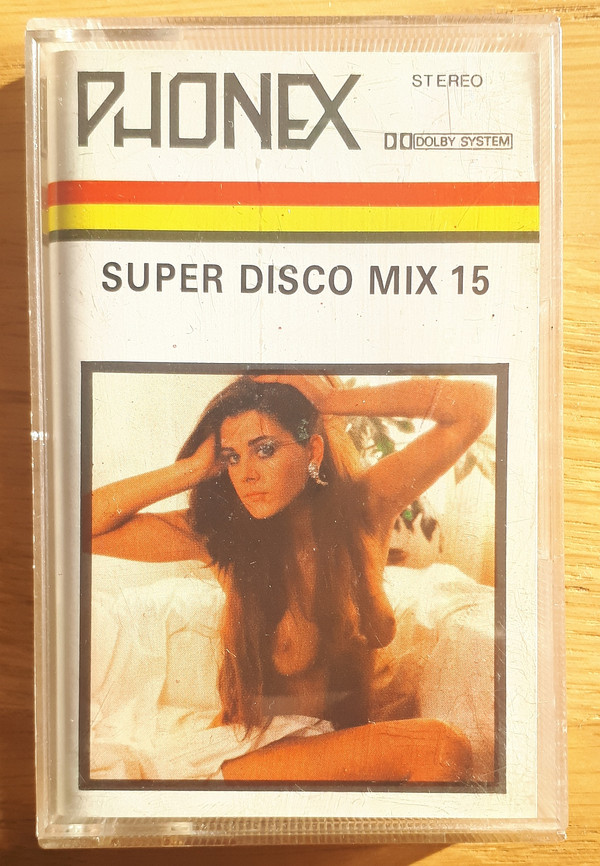 PHONEX
STEREO
DOLBY SYSTEM
SUPER DISCO MIX 15